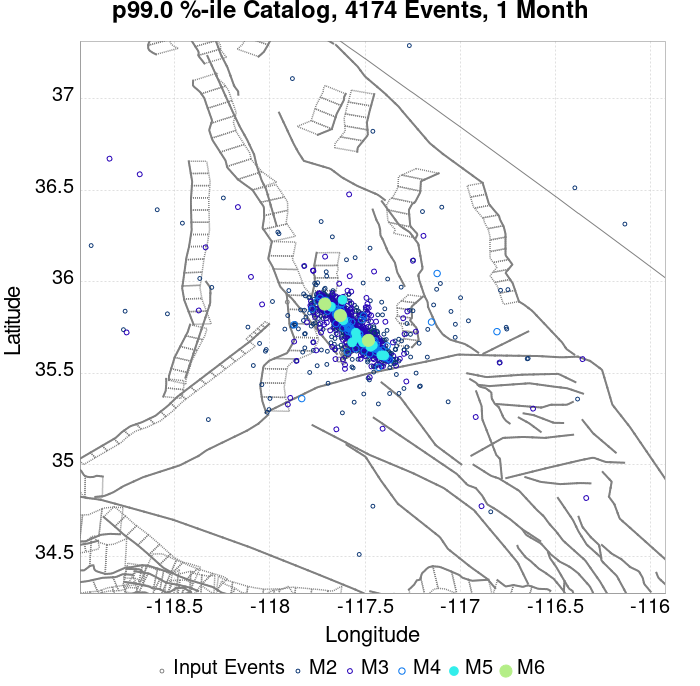 p99.0 %-ile Catalog, 4174 Events, 1 Month
37
36.5
36
35.5
35
34.5
Latitude
-118.5 -118 -117.5 -117 -116.5 -116
Longitude
Input Events M2 M3 M4 M5 M6